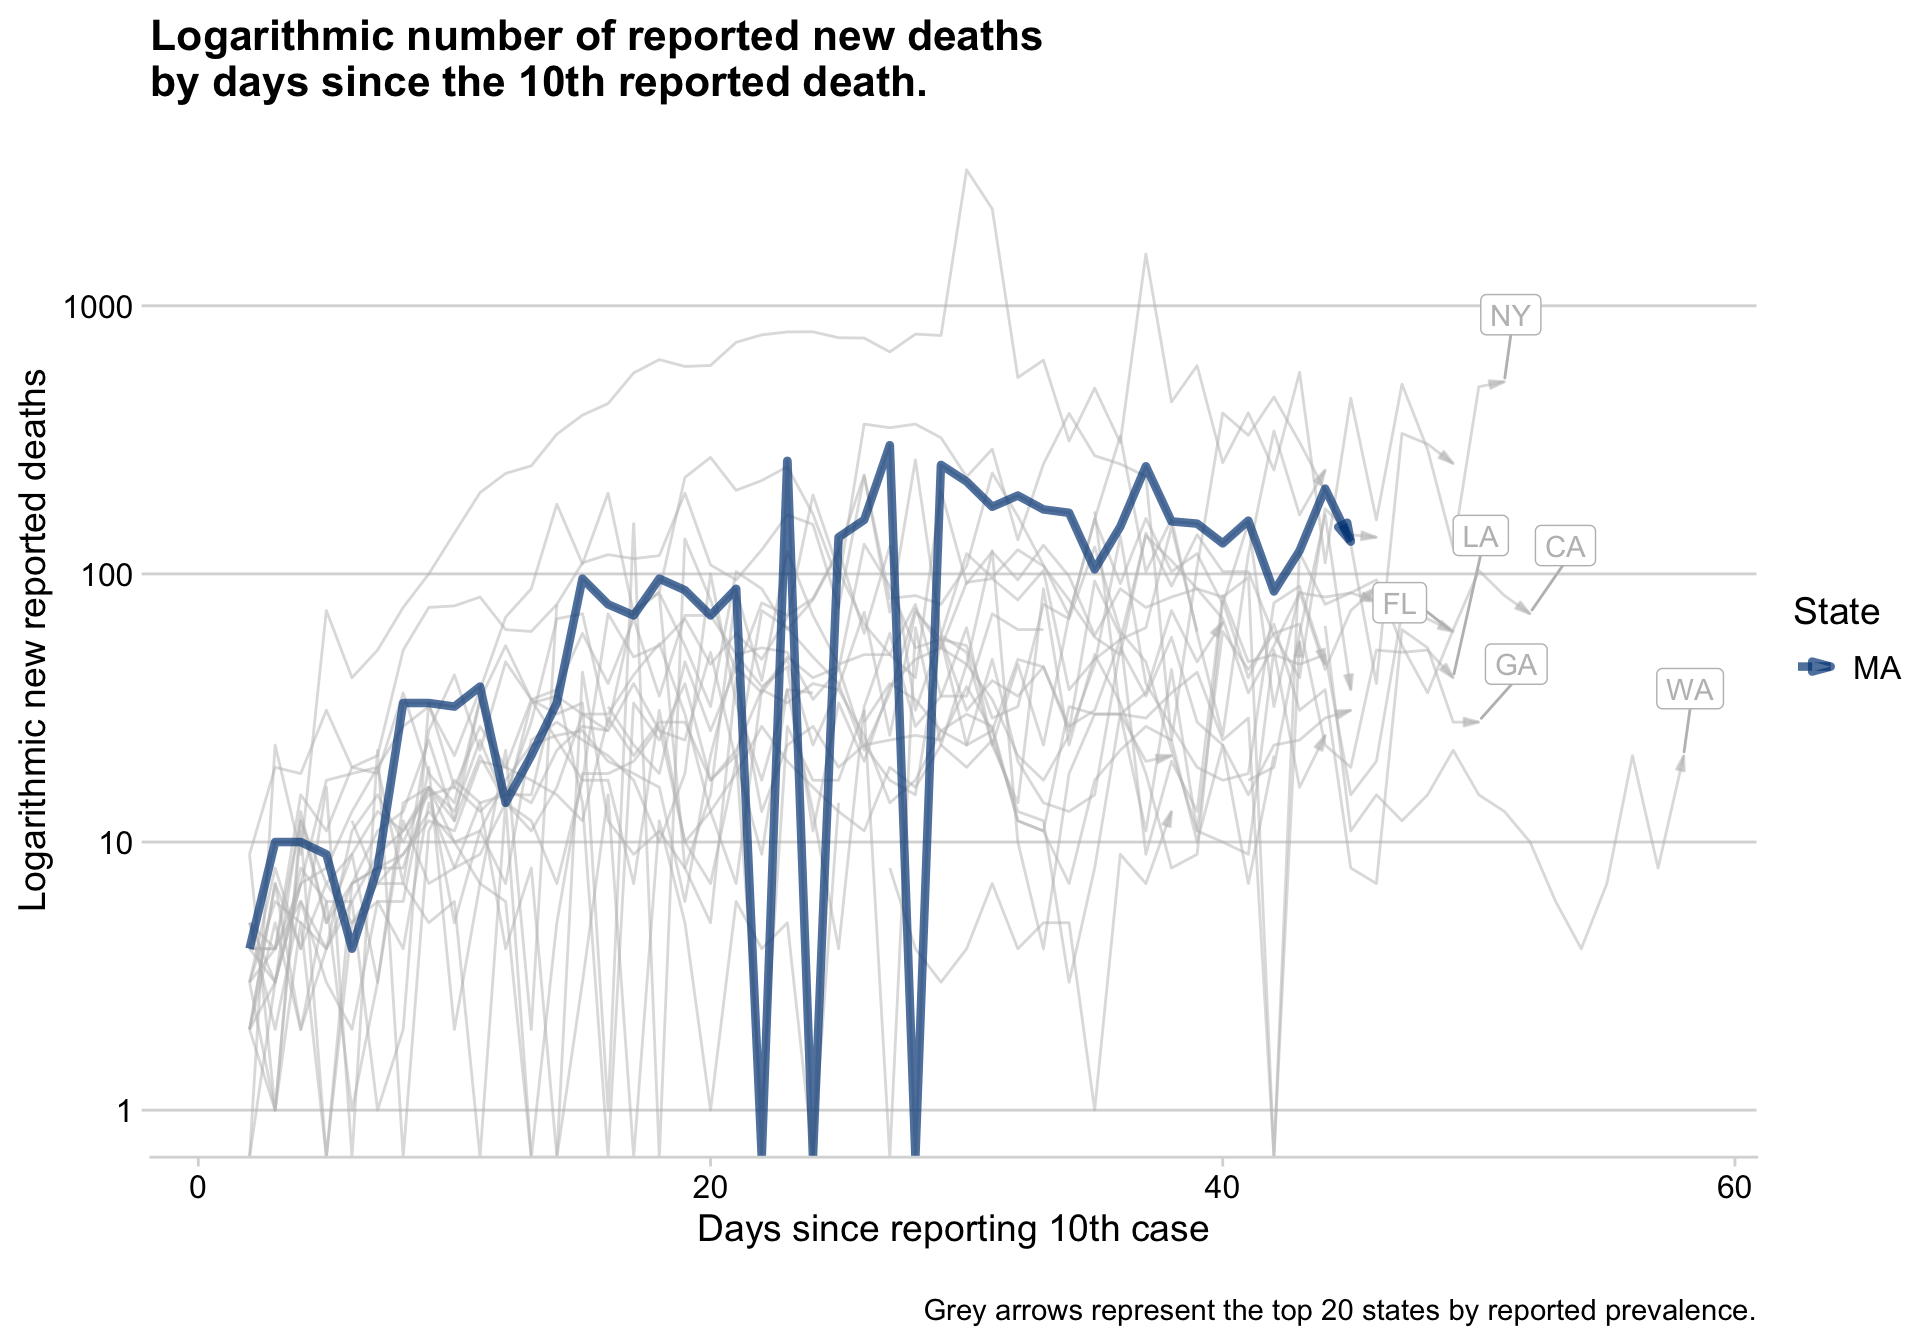 Logarithmic number of reported new deaths
by days since the 10th reported death.
Logarithmic new reported deaths
1000
100
10
1
NY
LA
CA
FL
GA
WA
State
MA
0
20
40
60
Days since reporting 10th case
Grey arrows represent the top 20 states by reported prevalence.